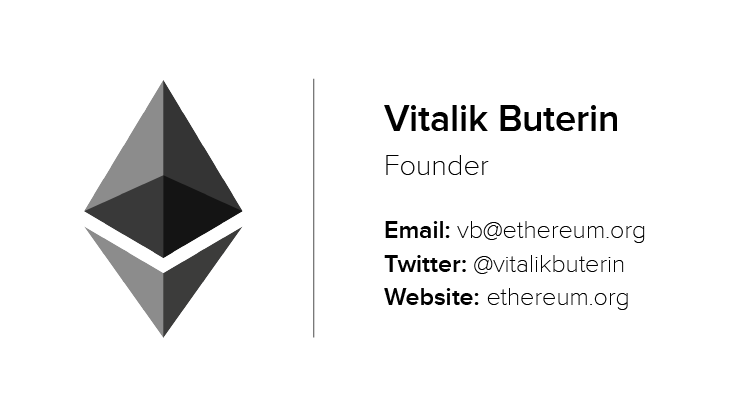 Vitalik Buterin
Founder
Email: vb@ethereum.org
Twitter: @vitalikbuterin
Website: ethereum.org